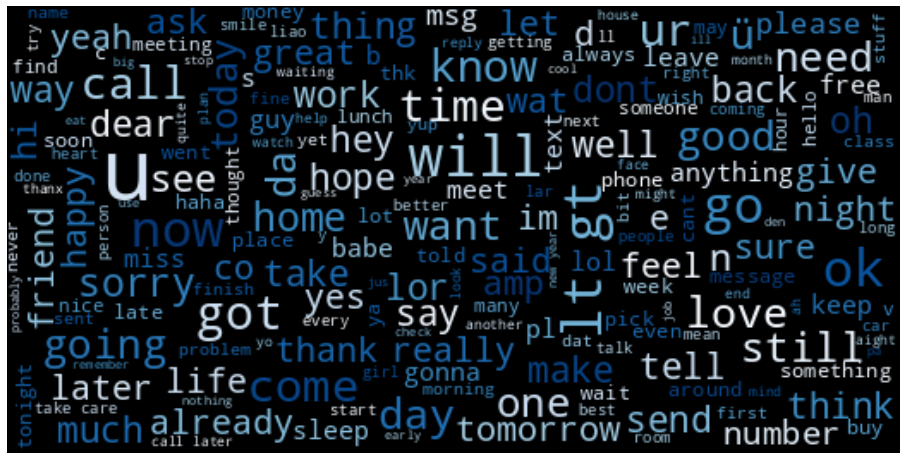 name money house may ill
try smile liao reply getting ll
ask thing msg let d ur ü please stuff
yeah c meeting great b always leave need
find big stop waiting thk know cool right month man
way call s work time wat dont back free
hi soon dear quite plan today fine help lunch yup text wish someone coming hour hello oh
eat guy yet hey next well good class
done heart went watch da will face anything give
thanx u see thought hope guess year meet lar phone might
haha better ltgt bit e go den night long
friend happy person use now home lot want im people cant
never miss place y babe told said lol feel n sure
probably sorry co take jus look amp new year week message ok
nice finish ya lor many pl pick job end ah keep v
sent late got yes every say another dat even mean love car
going problem yo thank really check talk still aight pa
remember girl gonna make tell something
tonight later life come morning wait around mind
take care nothing start day one best first think
much already sleep early tomorrow send room number buy
call later